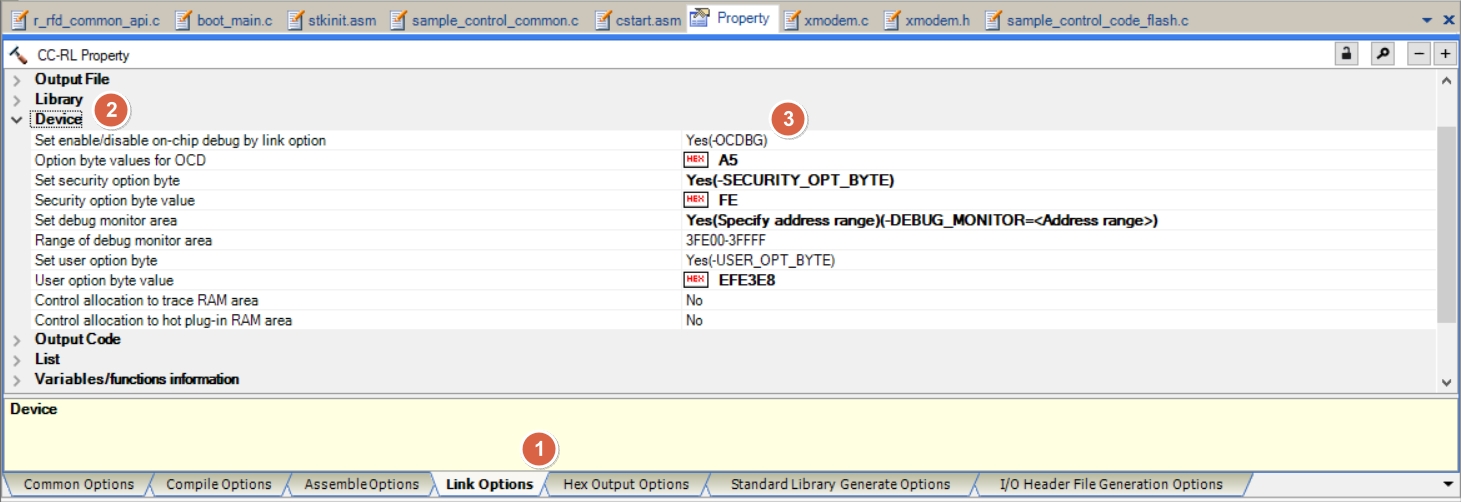 r_rfd_common_api.c boot_main.c stkinit.asm sample_control_common.c cstart.asm Property xmodem.c xmodem.h sample_control_code_flash.c
CC-RL Property
Output File
Library
2
Device
3
Set enable/disable on-chip debug by link option Yes(-OCDBG)
Option byte values for OCD HEX A5
Set security option byte Yes(-SECURITY_OPT_BYTE)
Security option byte value HEX FE
Set debug monitor area Yes(Specify address range)(-DEBUG_MONITOR=<Address range>)
Range of debug monitor area 3FE00-3FFFF
Set user option byte Yes(-USER_OPT_BYTE)
User option byte value HEX EFE3E8
Control allocation to trace RAM area No
Control allocation to hot plug-in RAM area No
Output Code
List
Variables/functions information
Device
1
Common Options Compile Options Assemble Options Link Options Hex Output Options Standard Library Generate Options I/O Header File Generation Options